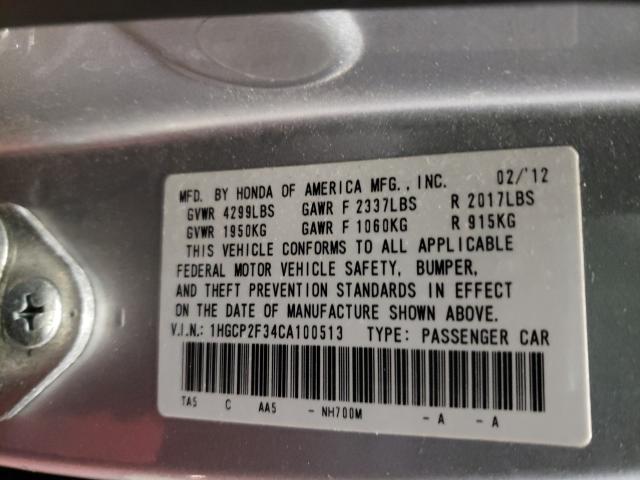 MFD. BY HONDA OF AMERICA MFG., INC. 02/'12
GVWR 4299LBS GAWR F 2337LBS R 2017LBS
GVWR 1950KG GAWR F 1060KG R 915KG
THIS VEHICLE CONFORMS TO ALL APPLICABLE
FEDERAL MOTOR VEHICLE SAFETY, BUMPER,
AND THEFT PREVENTION STANDARDS IN EFFECT
ON THE DATE OF MANUFACTURE SHOWN ABOVE.
V.I.N.: 1HGCP2F34CA100513 TYPE: PASSENGER CAR
TA5 C AA5 - NH700M - A - A